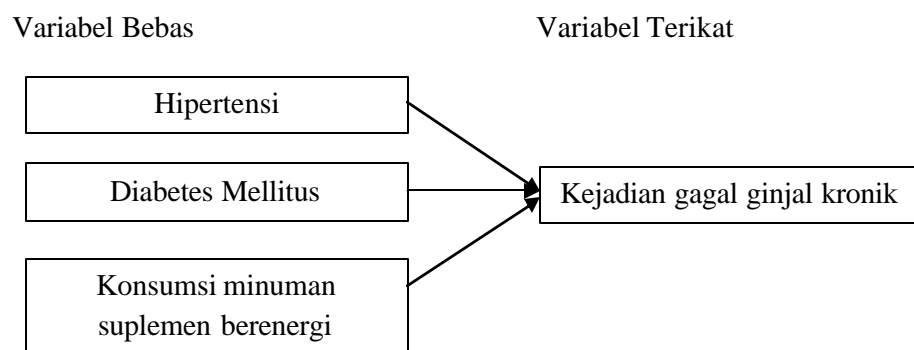 Variabel Bebas
Variabel Terikat
Hipertensi
Diabetes Mellitus
Kejadian gagal ginjal kronik
Konsumsi minuman
suplemen berenergi